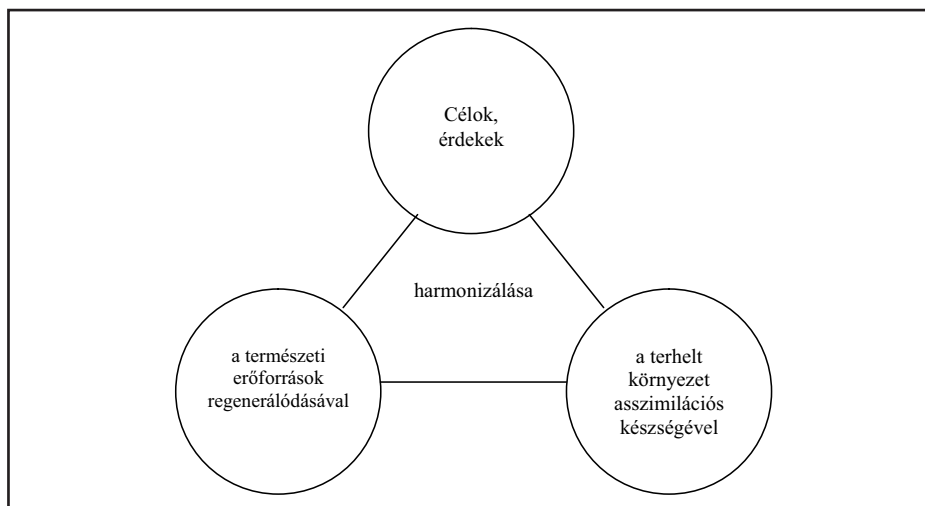 Célok,
érdekek
harmonizálása
a természeti
erőforrások
regenerálódásával
a terhelt
környezet
asszimilációs
készségével